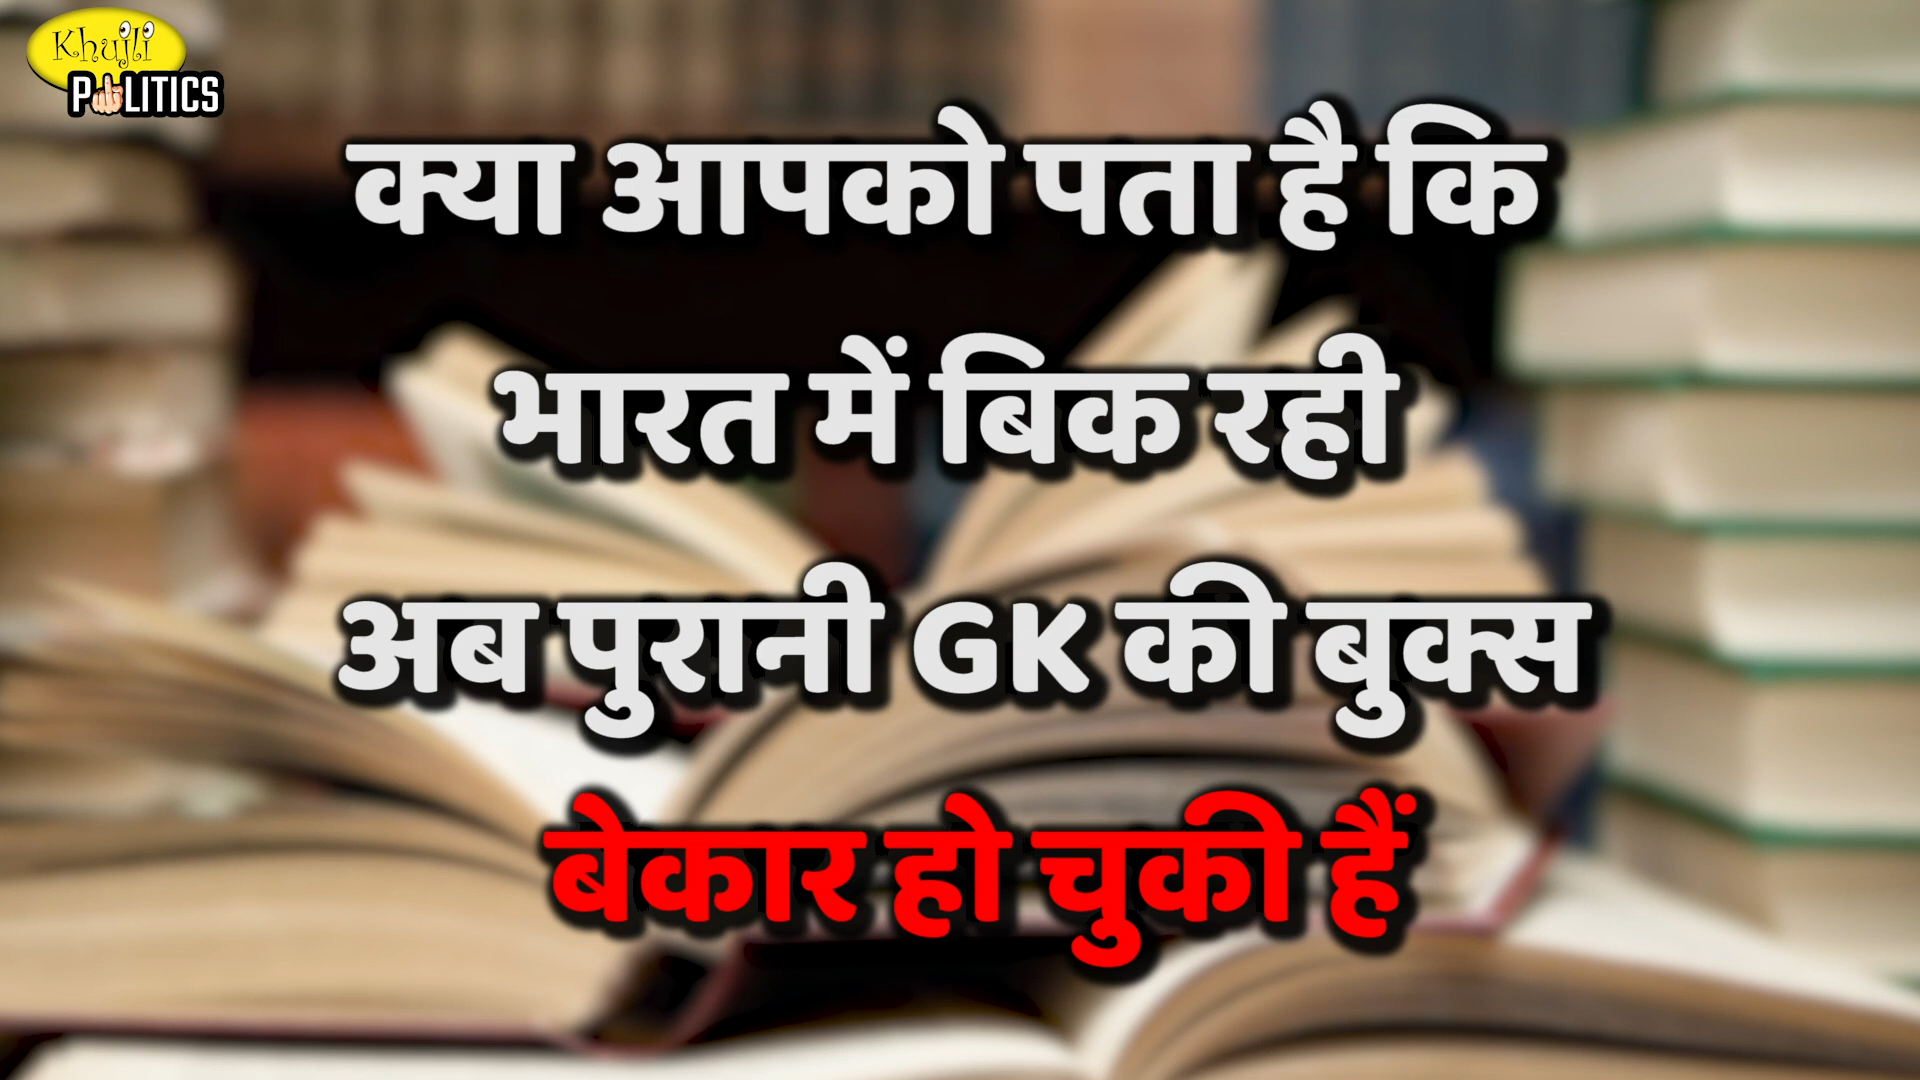 Khujli
POLITICS
क्या आपको पता है कि
भारत में बिक रही
अब पुरानी GK की बुक्स
बेकार हो चुकी हैं